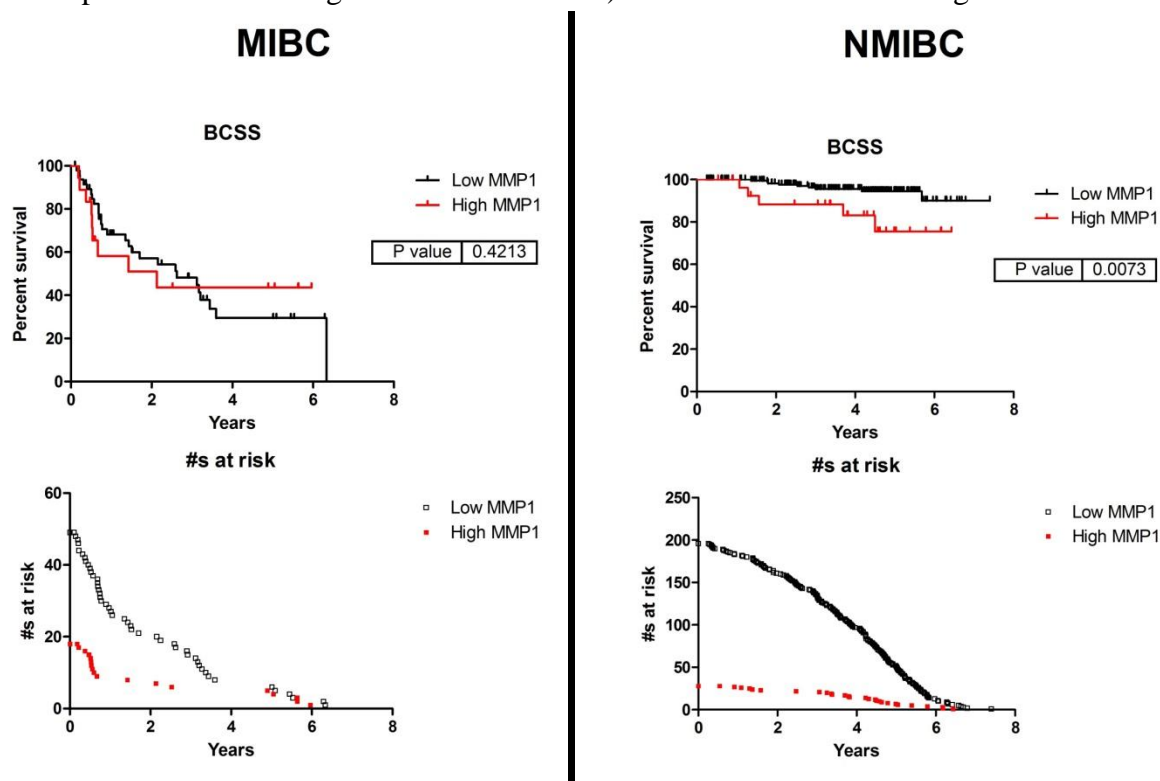 MIBC
BCSS
Low MMP1
High MMP1
P value 0.4213
Percent survival
100
80
60
40
20
0
0 2 4 6 8
Years
#s at risk
Low MMP1
High MMP1
#s at risk
60
40
20
0
0 2 4 6 8
Years
NMIBC
BCSS
Low MMP1
High MMP1
P value 0.0073
Percent survival
100
80
60
40
20
0
0 2 4 6 8
Years
#s at risk
Low MMP1
High MMP1
#s at risk
250
200
150
100
50
0
0 2 4 6 8
Years